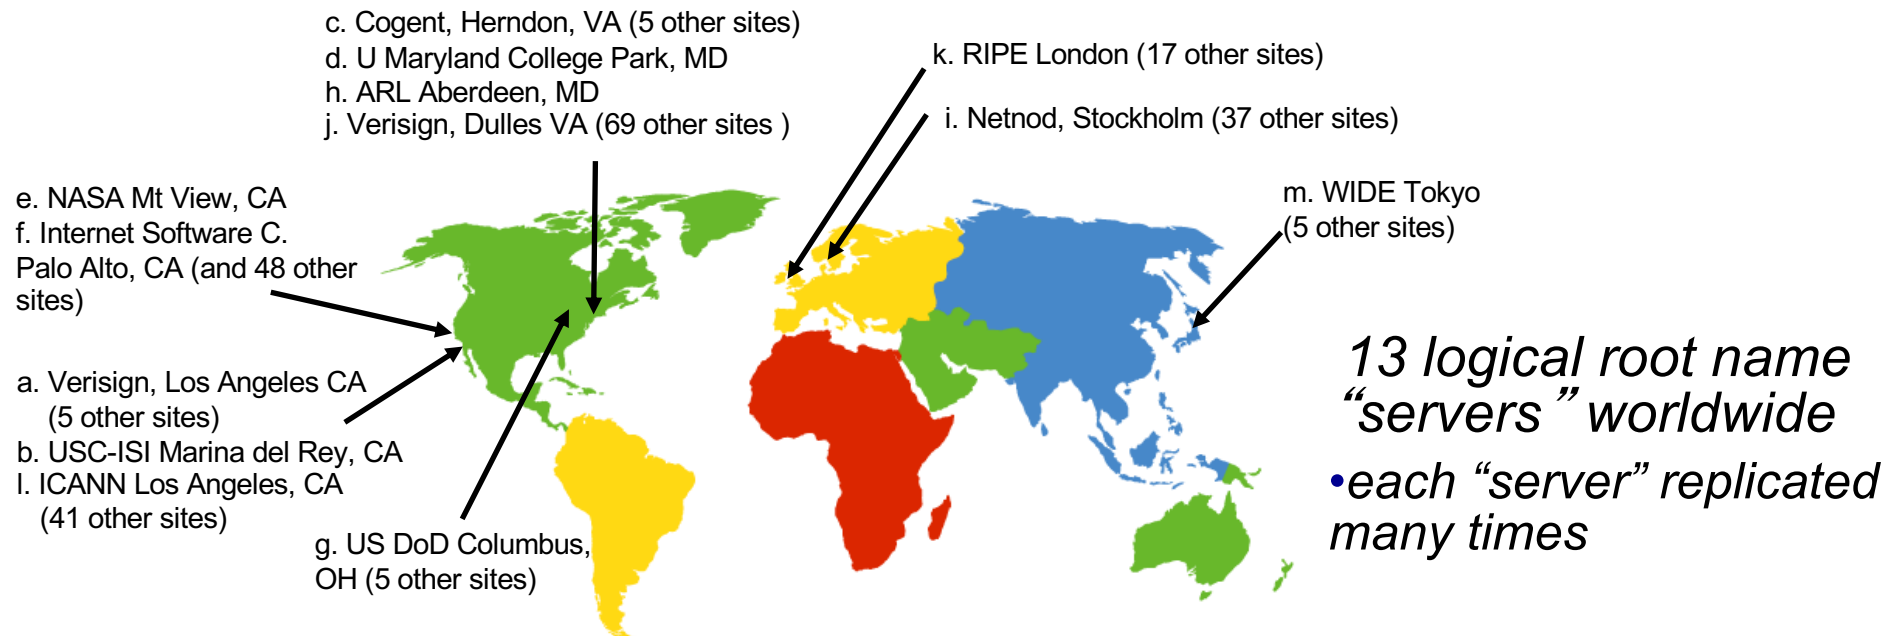 c. Cogent, Herndon, VA (5 other sites)
d. U Maryland College Park, MD
h. ARL Aberdeen, MD
j. Verisign, Dulles VA (69 other sites )
k. RIPE London (17 other sites)
i. Netnod, Stockholm (37 other sites)
m. WIDE Tokyo
(5 other sites)
e. NASA Mt View, CA
f. Internet Software C.
Palo Alto, CA (and 48 other
sites)
a. Verisign, Los Angeles CA
(5 other sites)
b. USC-ISI Marina del Rey, CA
l. ICANN Los Angeles, CA
(41 other sites)
g. US DoD Columbus,
OH (5 other sites)
13 logical root name
“servers” worldwide
•each “server” replicated
many times